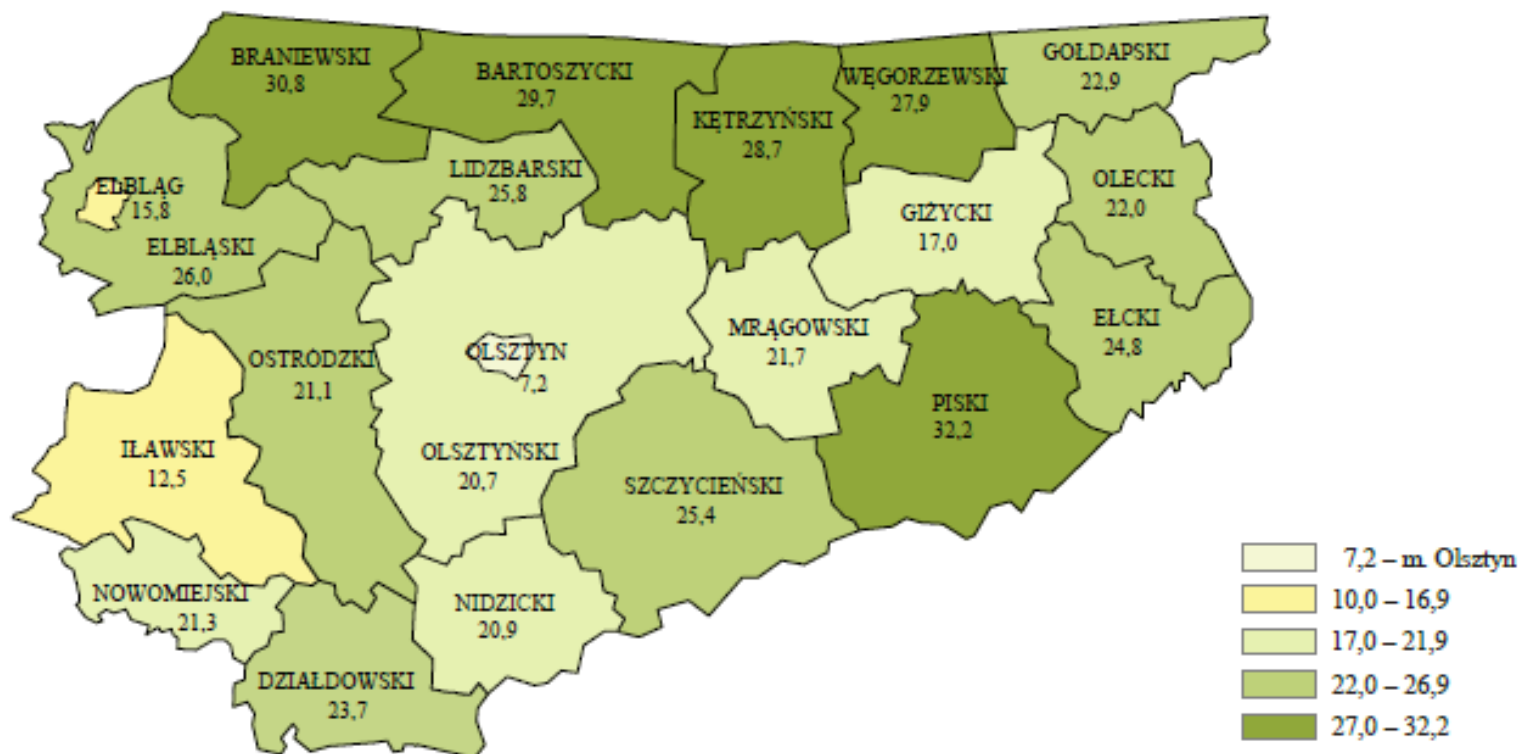 BRANIEWSKI
30,8
BARTOSZYCKI
29,7
KĘTRZYŃSKI
28,7
WĘGORZEWSKI
27,9
GOŁDAPSKI
22,9
ELBLĄG
15,8
LIDZBARSKI
25,8
GIŻYCKI
17,0
OLECKI
22,0
ELBLĄSKI
26,0
OSTRÓDZKI
21,1
OLSZTYN
7,2
MRĄGOWSKI
21,7
EŁCKI
24,8
IŁAWSKI
12,5
OLSZTYŃSKI
20,7
SZCZYCIEŃSKI
25,4
PISKI
32,2
NOWOMIEJSKI
21,3
NIDZICKI
20,9
DZIAŁDOWSKI
23,7
7,2 – m. Olsztyn
10,0 – 16,9
17,0 – 21,9
22,0 – 26,9
27,0 – 32,2